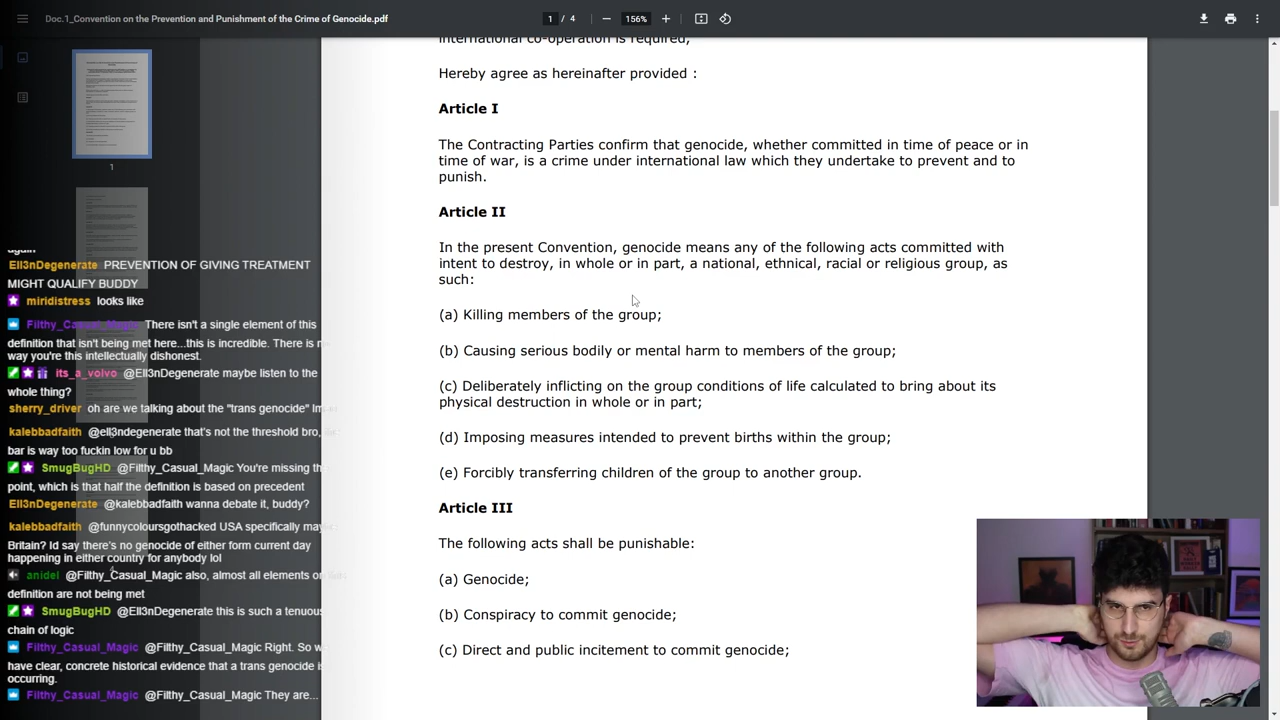 Doc.1_Convention on the Prevention and Punishment of the Crime of Genocide.pdf
1 / 4
156%
1
international co-operation is required,
Hereby agree as hereinafter provided :
Article I
The Contracting Parties confirm that genocide, whether committed in time of peace or in
time of war, is a crime under international law which they undertake to prevent and to
punish.
Article II
In the present Convention, genocide means any of the following acts committed with
intent to destroy, in whole or in part, a national, ethnical, racial or religious group, as
such:
(a) Killing members of the group;
(b) Causing serious bodily or mental harm to members of the group;
(c) Deliberately inflicting on the group conditions of life calculated to bring about its
physical destruction in whole or in part;
(d) Imposing measures intended to prevent births within the group;
(e) Forcibly transferring children of the group to another group.
Article III
The following acts shall be punishable:
(a) Genocide;
(b) Conspiracy to commit genocide;
(c) Direct and public incitement to commit genocide;
again
Ell3nDegenerate PREVENTION OF GIVING TREATMENT
MIGHT QUALIFY BUDDY
miridistress looks like
Filthy_Casual_Magic There isn't a single element of this
definition that isn't being met here...this is incredible. There is
way you're this intellectually dishonest.
its_a_volvo @Ell3nDegenerate maybe listen to the
whole thing?
sherry_driver oh are we talking about the "trans genocide"
kalebbadfaith @ell3ndegenerate that's not the threshold bro,
bar is way too fuckin low for u bb
SmugBugHD @Filthy_Casual_Magic You're missing
point, which is that half the definition is based on precedent
Ell3nDegenerate @kalebbadfaith wanna debate it, buddy?
kalebbadfaith @funnycoloursgothacked USA specifically
Britain? Id say there's no genocide of either form current day
happening in either country for anybody lol
anidei @Filthy_Casual_Magic also, almost all elements
definition are not being met
SmugBugHD @Ell3nDegenerate this is such a tenuous
chain of logic
Filthy_Casual_Magic @Filthy_Casual_Magic Right. So
have clear, concrete historical evidence that a trans genocide is
occurring.
Filthy_Casual_Magic @Filthy_Casual_Magic They are...